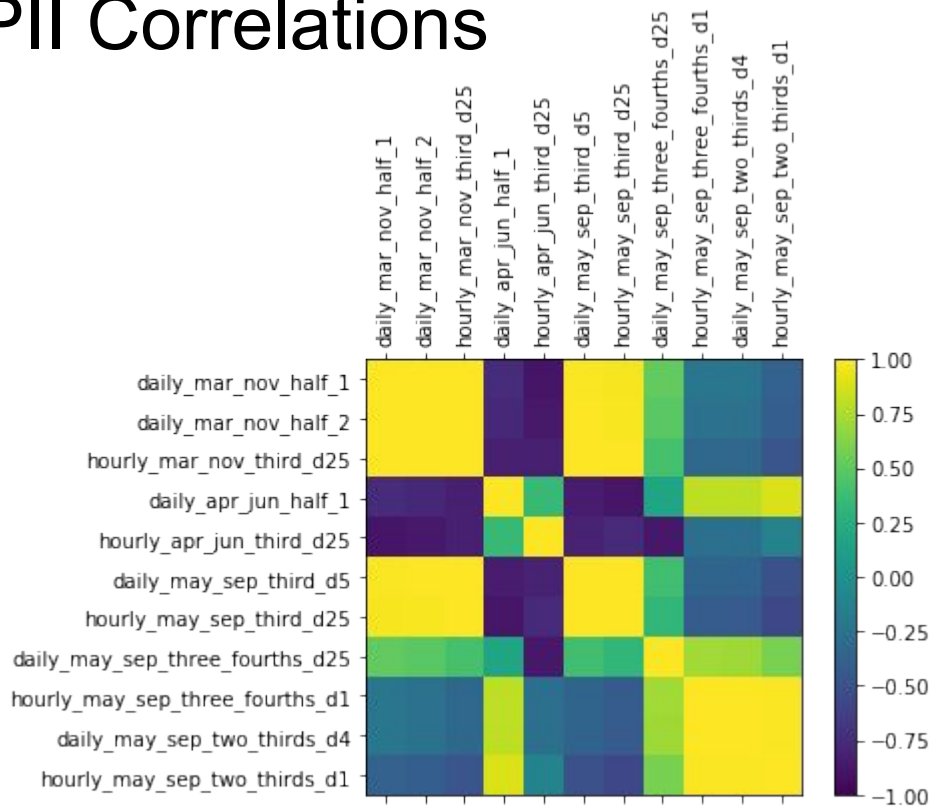 PII Correlations
daily_mar_nov_half_1
daily_mar_nov_half_2
hourly_mar_nov_third_d25
daily_apr_jun_half_1
hourly_apr_jun_third_d25
daily_may_sep_third_d5
hourly_may_sep_third_d25
daily_may_sep_three_fourths_d25
hourly_may_sep_three_fourths_d1
daily_may_sep_two_thirds_d4
hourly_may_sep_two_thirds_d1
daily_mar_nov_half_1
daily_mar_nov_half_2
hourly_mar_nov_third_d25
daily_apr_jun_half_1
hourly_apr_jun_third_d25
daily_may_sep_third_d5
hourly_may_sep_third_d25
daily_may_sep_three_fourths_d25
hourly_may_sep_three_fourths_d1
daily_may_sep_two_thirds_d4
hourly_may_sep_two_thirds_d1
1.00
0.75
0.50
0.25
0.00
−0.25
−0.50
−0.75
−1.00